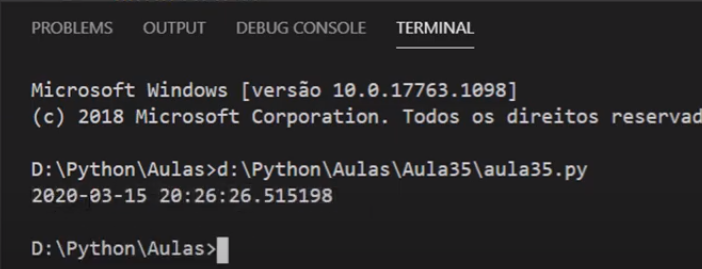 PROBLEMS OUTPUT DEBUG CONSOLE TERMINAL
Microsoft Windows [versão 10.0.17763.1098]
(c) 2018 Microsoft Corporation. Todos os direitos reservad
D:\Python\Aulas>d:\Python\Aulas\Aula35\aula35.py
2020-03-15 20:26:26.515198
D:\Python\Aulas>